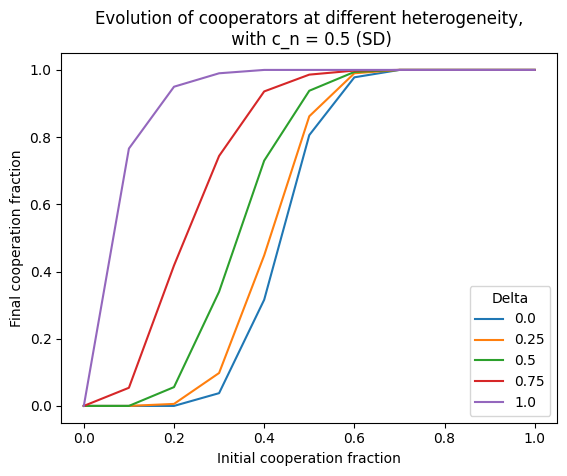 Evolution of cooperators at different heterogeneity,
with c_n = 0.5 (SD)
Final cooperation fraction
1.0
0.8
0.6
0.4
0.2
0.0
0.0 0.2 0.4 0.6 0.8 1.0
Initial cooperation fraction
Delta
0.0
0.25
0.5
0.75
1.0